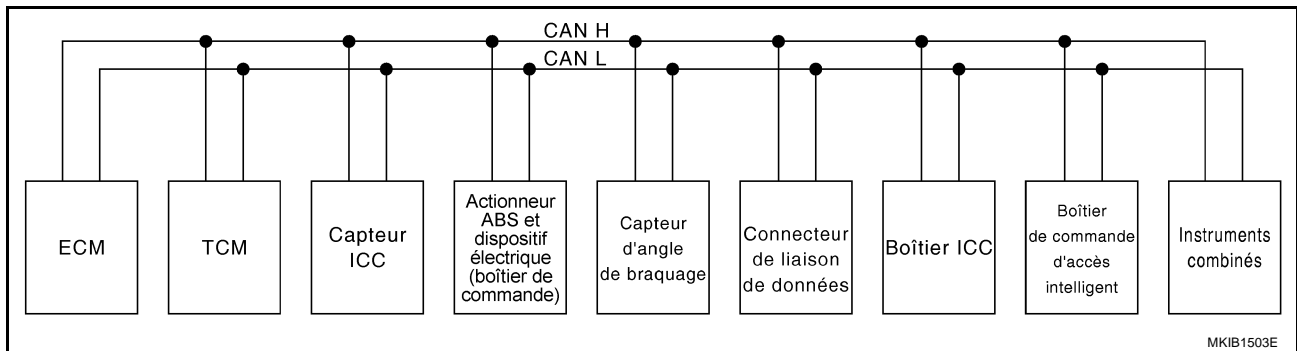 CAN H
CAN L
ECM
TCM
Capteur
ICC
Actionneur
ABS et
dispositif
électrique
(boîtier de
commande)
Capteur
d'angle
de braquage
Connecteur
de liaison
de données
Boîtier ICC
Boîtier
de commande
d'accès
intelligent
Instruments
combinés
MKIB1503E